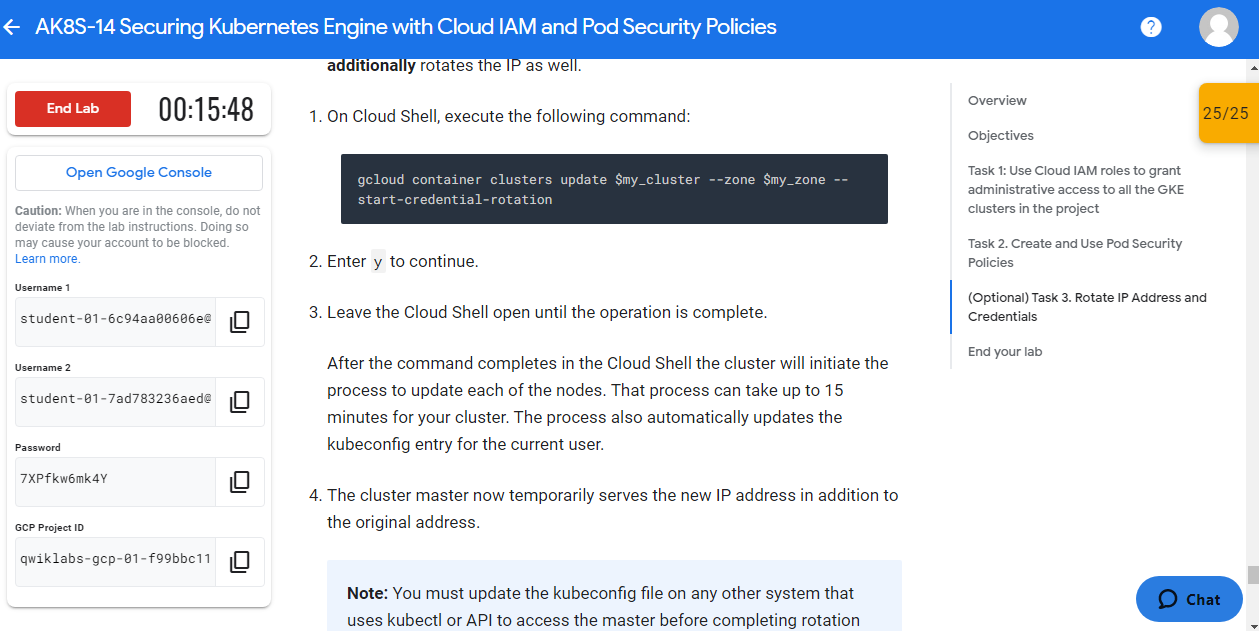 AK8S-14 Securing Kubernetes Engine with Cloud IAM and Pod Security Policies
?
End Lab
00:15:48
Open Google Console
Caution: When you are in the console, do not
deviate from the lab instructions. Doing so
may cause your account to be blocked.
Learn more.
Username 1
student-01-6c94aa00606e@
Username 2
student-01-7ad783236aed@
Password
7XPfkw6mk4Y
GCP Project ID
qwiklabs-gcp-01-f99bbc11
additionally rotates the IP as well.
1. On Cloud Shell, execute the following command:
gcloud container clusters update $my_cluster --zone $my_zone --
start-credential-rotation
2. Enter y to continue.
3. Leave the Cloud Shell open until the operation is complete.
After the command completes in the Cloud Shell the cluster will initiate the
process to update each of the nodes. That process can take up to 15
minutes for your cluster. The process also automatically updates the
kubeconfig entry for the current user.
4. The cluster master now temporarily serves the new IP address in addition to
the original address.
Note: You must update the kubeconfig file on any other system that
uses kubectl or API to access the master before completing rotation
Overview
Objectives
Task 1: Use Cloud IAM roles to grant
administrative access to all the GKE
clusters in the project
Task 2. Create and Use Pod Security
Policies
(Optional) Task 3. Rotate IP Address and
Credentials
End your lab
25/25
Chat